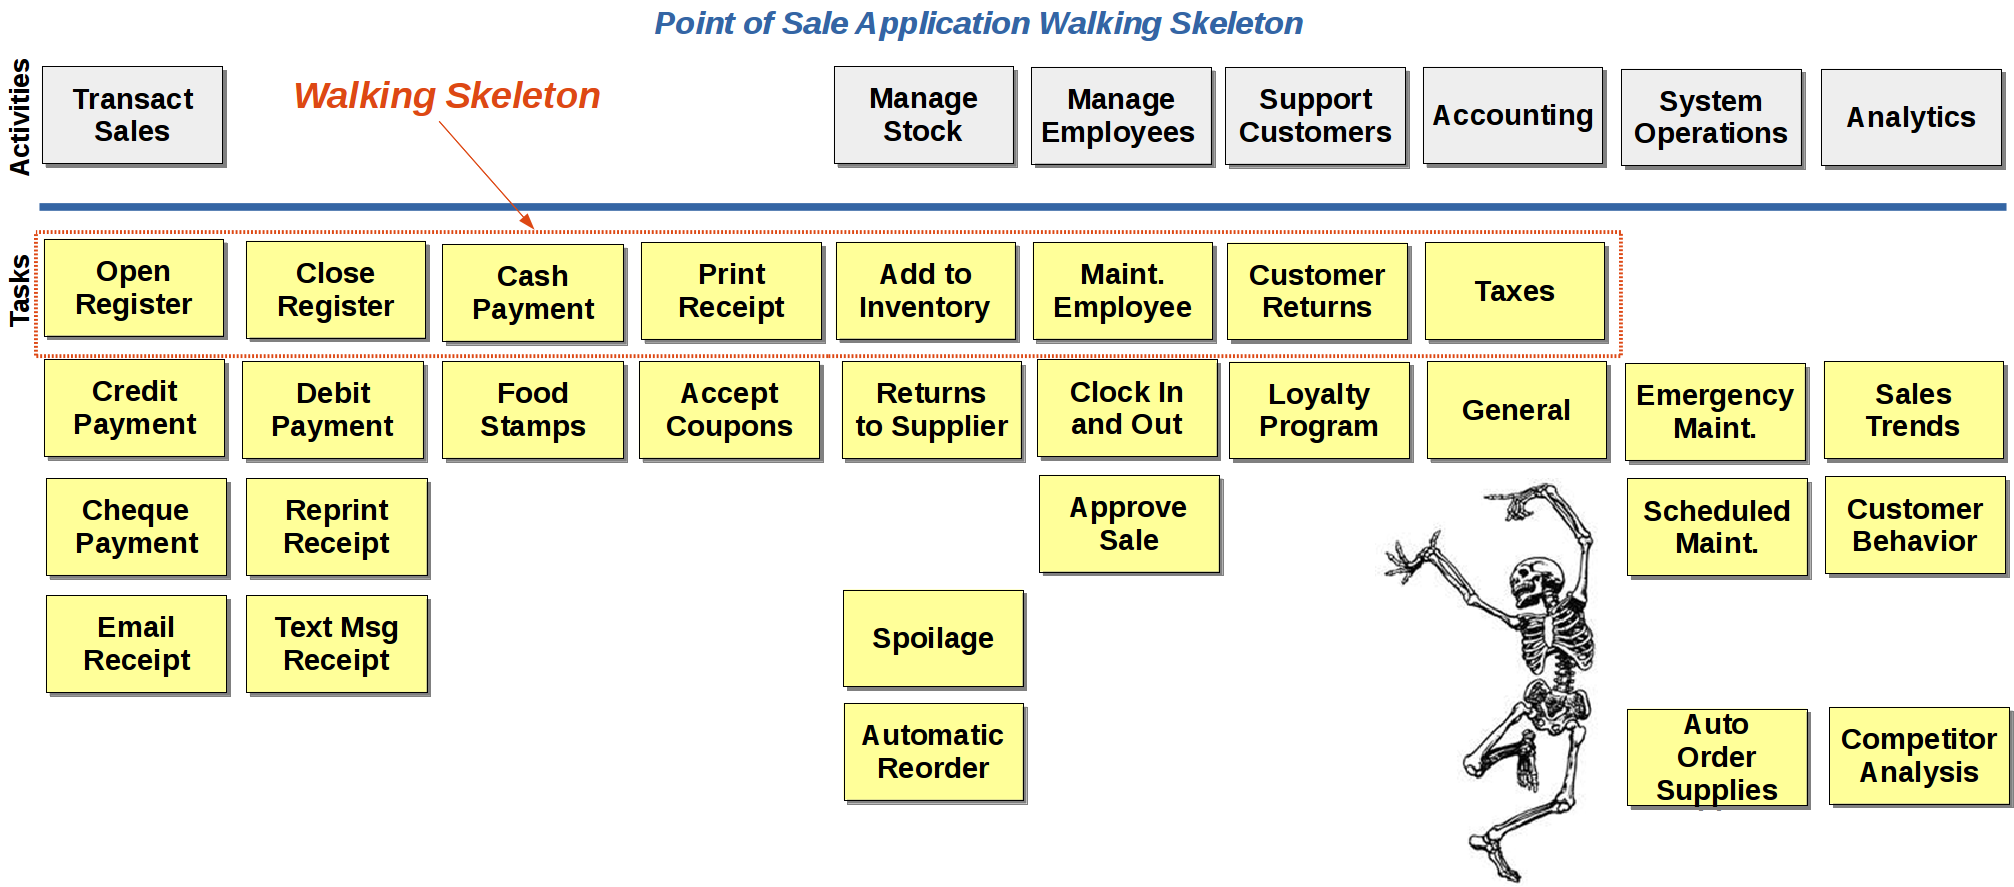 Point of Sale Application Walking Skeleton
Activities
Transact
Sales
Walking Skeleton
Manage
Stock
Manage
Employees
Support
Customers
Accounting
System
Operations
Analytics
Tasks
Open
Register
Close
Register
Cash
Payment
Print
Receipt
Add to
Inventory
Maint.
Employee
Customer
Returns
Taxes
Credit
Payment
Debit
Payment
Food
Stamps
Accept
Coupons
Returns
to Supplier
Clock In
and Out
Loyalty
Program
General
Emergency
Maint.
Sales
Trends
Cheque
Payment
Reprint
Receipt
Approve
Sale
Scheduled
Maint.
Customer
Behavior
Email
Receipt
Text Msg
Receipt
Spoilage
Automatic
Reorder
Auto
Order
Supplies
Competitor
Analysis